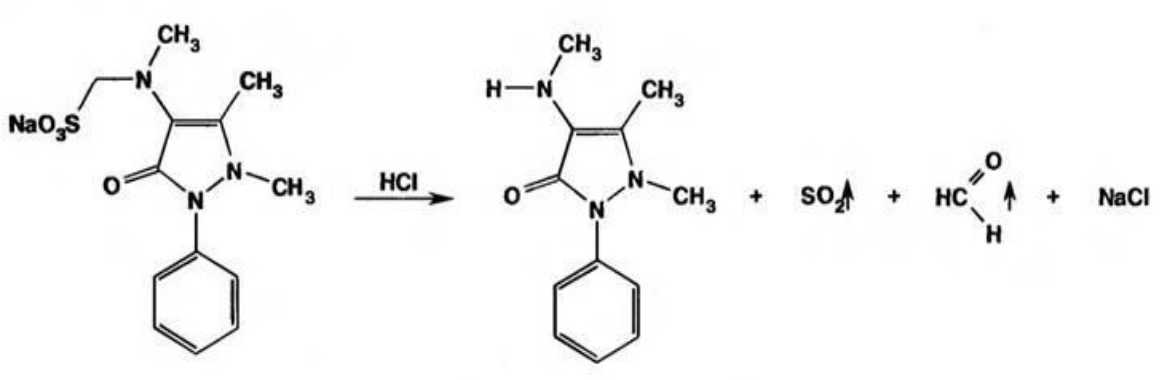 CH₃
N
CH₃
NaO₃S
O
N
N
CH₃
HCl
CH₃
H
N
CH₃
O
N
N
CH₃
+ SO₂↑ + HC O H ↑ + NaCl